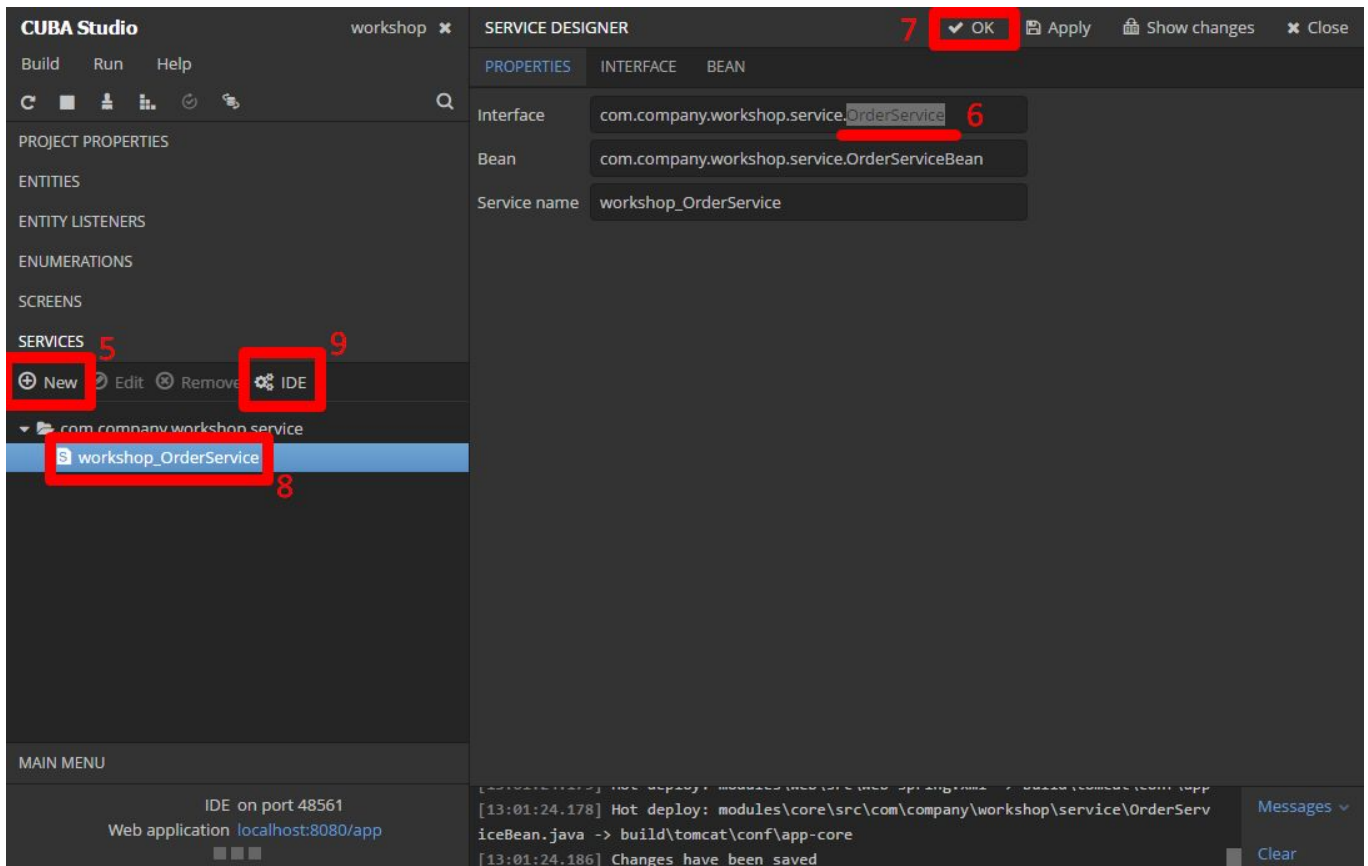 CUBA Studio
workshop
Build Run Help
PROJECT PROPERTIES
ENTITIES
ENTITY LISTENERS
ENUMERATIONS
SCREENS
SERVICES
5
9
New Edit Remove IDE
com.company.workshop.service
S workshop_OrderService
8
MAIN MENU
IDE on port 48561
Web application localhost:8080/app
SERVICE DESIGNER
7
OK Apply Show changes Close
PROPERTIES INTERFACE BEAN
Interface com.company.workshop.service.OrderService 6
Bean com.company.workshop.service.OrderServiceBean
Service name workshop_OrderService
[13:01:24.178] Hot deploy: modules\core\src\com\company\workshop\service\OrderServ
iceBean.java -> build\tomcat\conf\app-core
[13:01:24.186] Changes have been saved
Messages
Clear